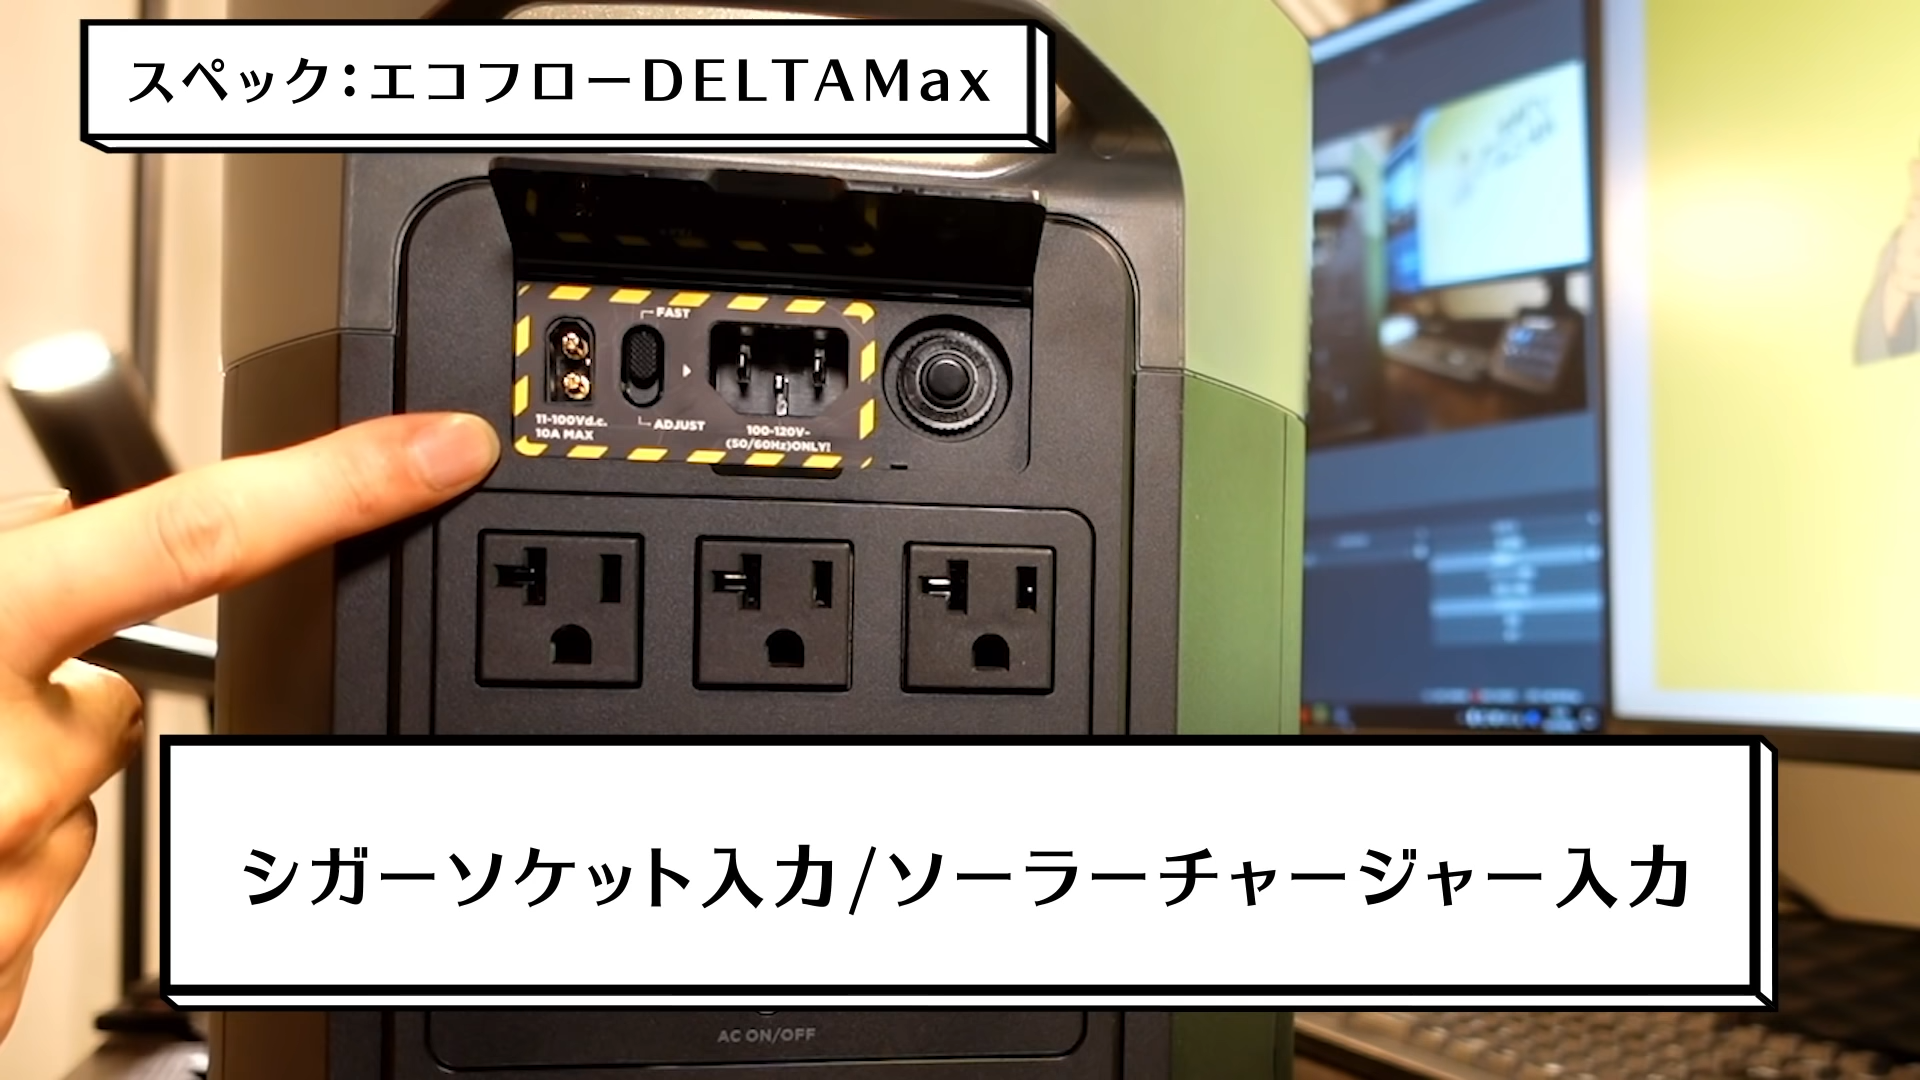 スペック：エコフローDELTAMax
FAST
11-100Vd.c.
10A MAX
ADJUST
100-120V~
(50/60Hz)ONLY!
シガーソケット入力/ソーラーチャージャー入力
AC ON/OFF